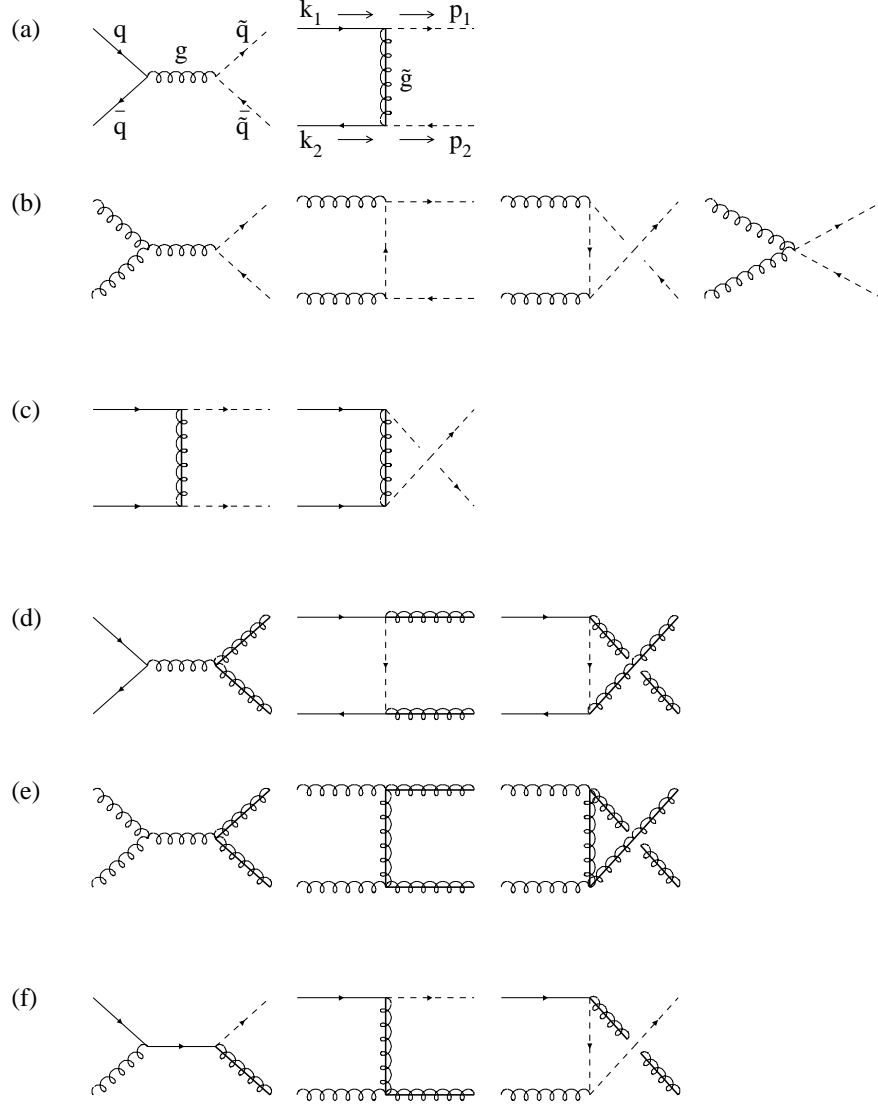 (a)
q g q̃ k₁ p₁
g̃
q̄ q̃̄ k₂ p₂
(b)
(c)
(d)
(e)
(f)